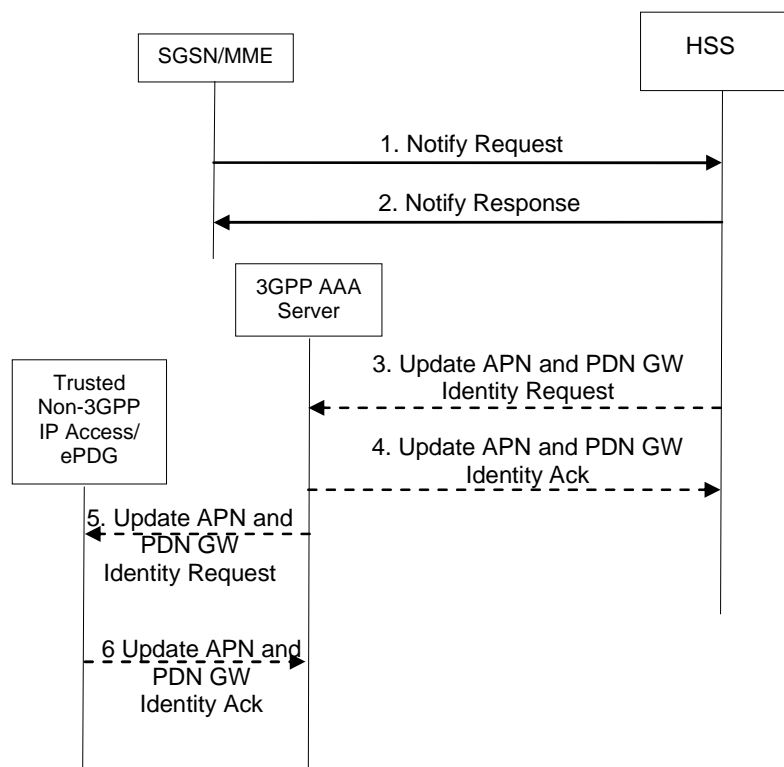 SGSN/MME
HSS
1. Notify Request
2. Notify Response
3GPP AAA
Server
3. Update APN and PDN GW
Identity Request
Trusted
Non-3GPP
IP Access/
ePDG
4. Update APN and PDN GW
Identity Ack
5. Update APN and
PDN GW
Identity Request
6 Update APN and
PDN GW
Identity Ack